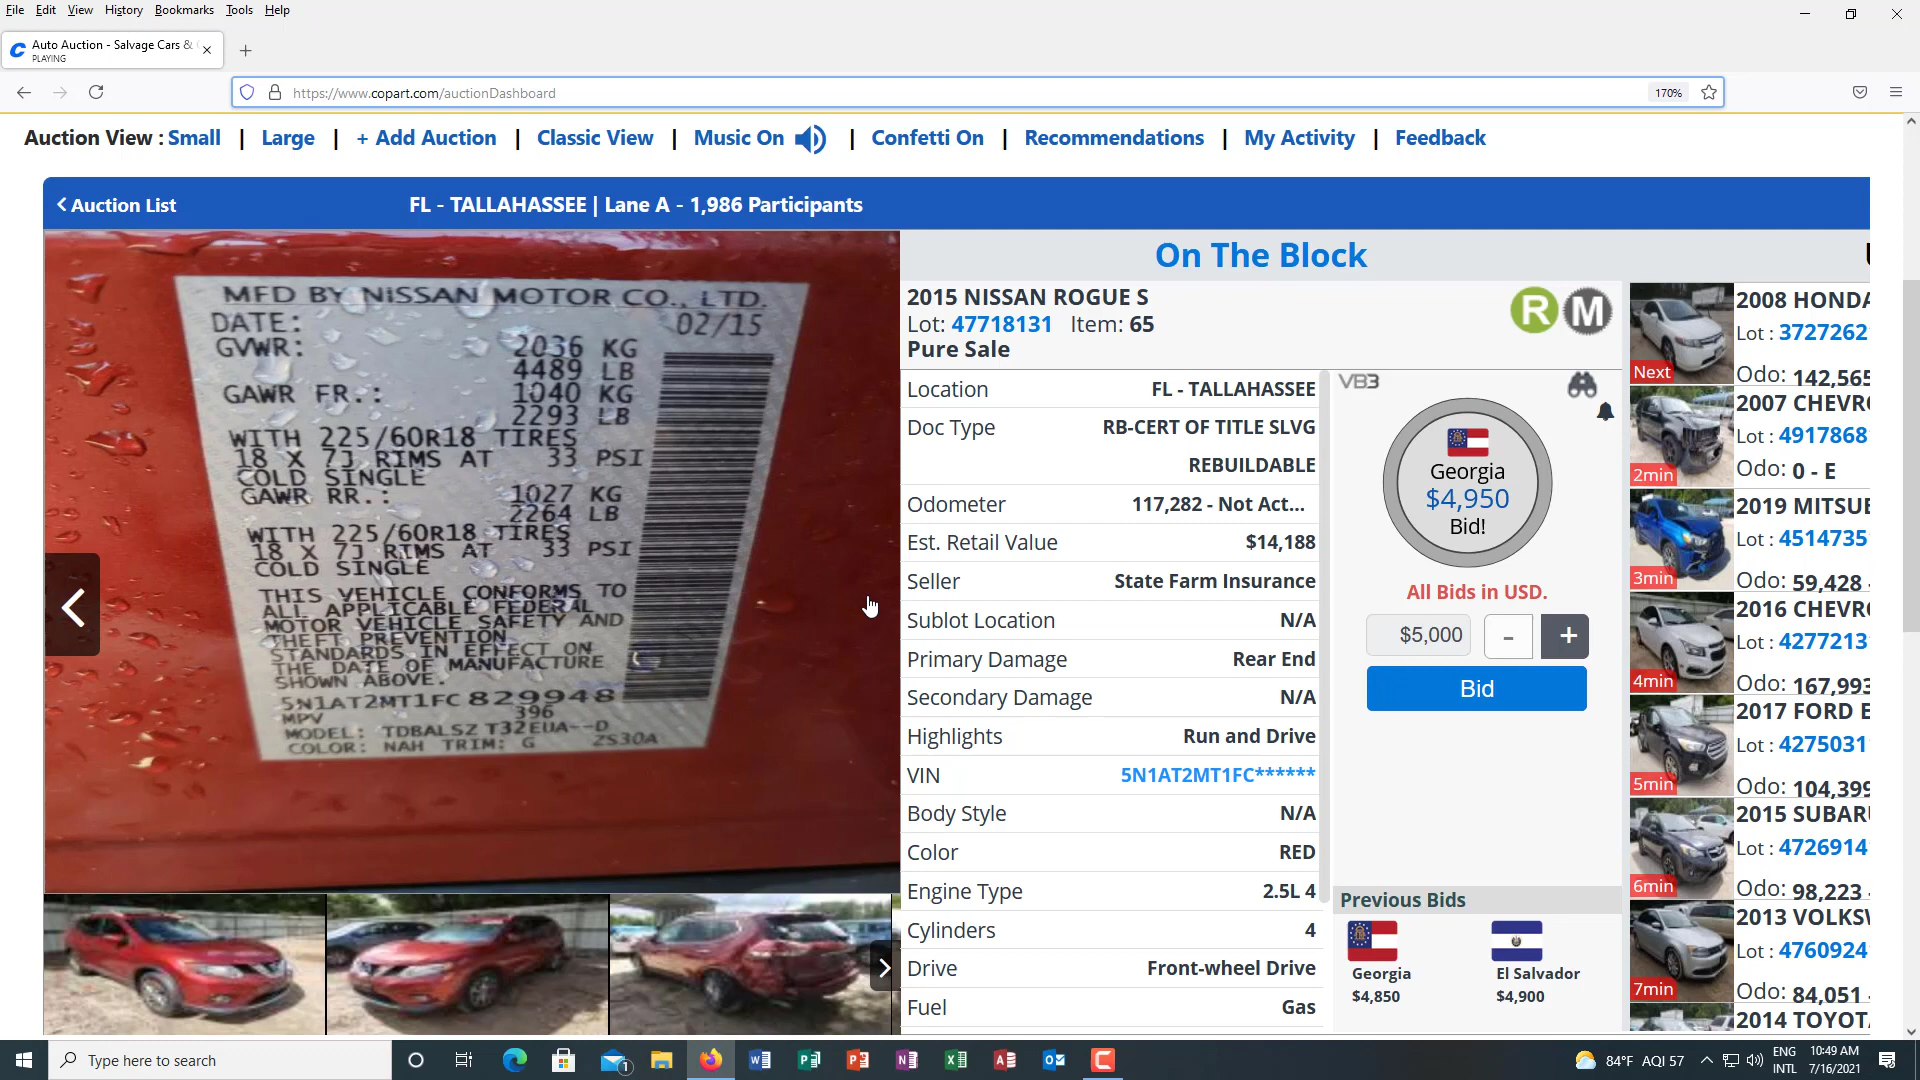 File Edit View History Bookmarks Tools Help
Auto Auction - Salvage Cars &
PLAYING
https://www.copart.com/auctionDashboard
170%
Auction View : Small | Large | + Add Auction | Classic View | Music On | Confetti On | Recommendations | My Activity | Feedback
Auction List
FL - TALLAHASSEE | Lane A - 1,986 Participants
MFD BY NISSAN MOTOR CO., LTD.
DATE: 02/15
GVWR: 2036 KG
4489 LB
GAWR FR.: 1040 KG
2293 LB
WITH 225/60R18 TIRES
18 X 7J RIMS AT 33 PSI
COLD SINGLE
GAWR RR.: 1027 KG
2264 LB
WITH 225/60R18 TIRES
18 X 7J RIMS AT 33 PSI
COLD SINGLE
THIS VEHICLE CONFORMS TO
ALL APPLICABLE FEDERAL
MOTOR VEHICLE SAFETY AND
THEFT PREVENTION
STANDARDS IN EFFECT ON
THE DATE OF MANUFACTURE
SHOWN ABOVE.
5N1AT2MT1FC829948
MPV 396
MODEL: TDBALSZ T32EUA--D
COLOR: NAH TRIM: G ZS30A
On The Block
2015 NISSAN ROGUE S
Lot: 47718131 Item: 65
Pure Sale
R M
Location FL - TALLAHASSEE
Doc Type RB-CERT OF TITLE SLVG
REBUILDABLE
Odometer 117,282 - Not Act...
Est. Retail Value $14,188
Seller State Farm Insurance
Sublot Location N/A
Primary Damage Rear End
Secondary Damage N/A
Highlights Run and Drive
VIN 5N1AT2MT1FC******
Body Style N/A
Color RED
Engine Type 2.5L 4
Cylinders 4
Drive Front-wheel Drive
Fuel Gas
VB3
Georgia
$4,950
Bid!
All Bids in USD.
$5,000 - +
Bid
Previous Bids
Georgia
$4,850
El Salvador
$4,900
2008 HONDA
Lot : 3727262
Odo: 142,565
Next
2007 CHEVR
Lot : 4917868
Odo: 0 - E
2min
2019 MITSUB
Lot : 4514735
Odo: 59,428 -
3min
2016 CHEVR
Lot : 4277213
Odo: 167,993
4min
2017 FORD E
Lot : 4275031
Odo: 104,399
5min
2015 SUBARU
Lot : 4726914
Odo: 98,223 -
6min
2013 VOLKSW
Lot : 4760924
Odo: 84,051 -
7min
2014 TOYOTA
Type here to search
84°F AQI 57
ENG
INTL
10:49 AM
7/16/2021